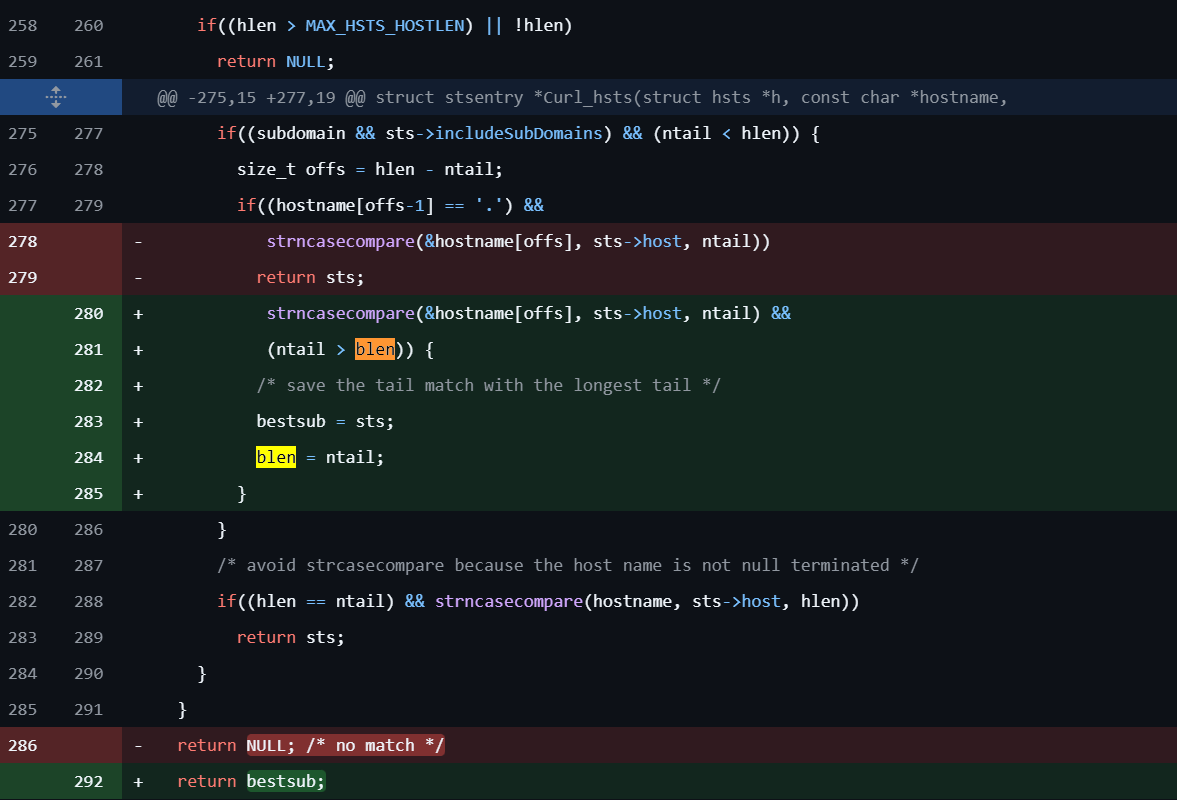 258 260 if((hlen > MAX_HSTS_HOSTLEN) || !hlen)
259 261 return NULL;
@@ -275,15 +277,19 @@ struct stsentry *Curl_hsts(struct hsts *h, const char *hostname,
275 277 if((subdomain && sts->includeSubDomains) && (ntail < hlen)) {
276 278 size_t offs = hlen - ntail;
277 279 if((hostname[offs-1] == '.') &&
278 - strncasecompare(&hostname[offs], sts->host, ntail))
279 - return sts;
280 + strncasecompare(&hostname[offs], sts->host, ntail) &&
281 + (ntail > blen)) {
282 + /* save the tail match with the longest tail */
283 + bestsub = sts;
284 + blen = ntail;
285 + }
280 286 }
281 287 /* avoid strcasecompare because the host name is not null terminated */
282 288 if((hlen == ntail) && strncasecompare(hostname, sts->host, hlen))
283 289 return sts;
284 290 }
285 291 }
286 - return NULL; /* no match */
292 + return bestsub;